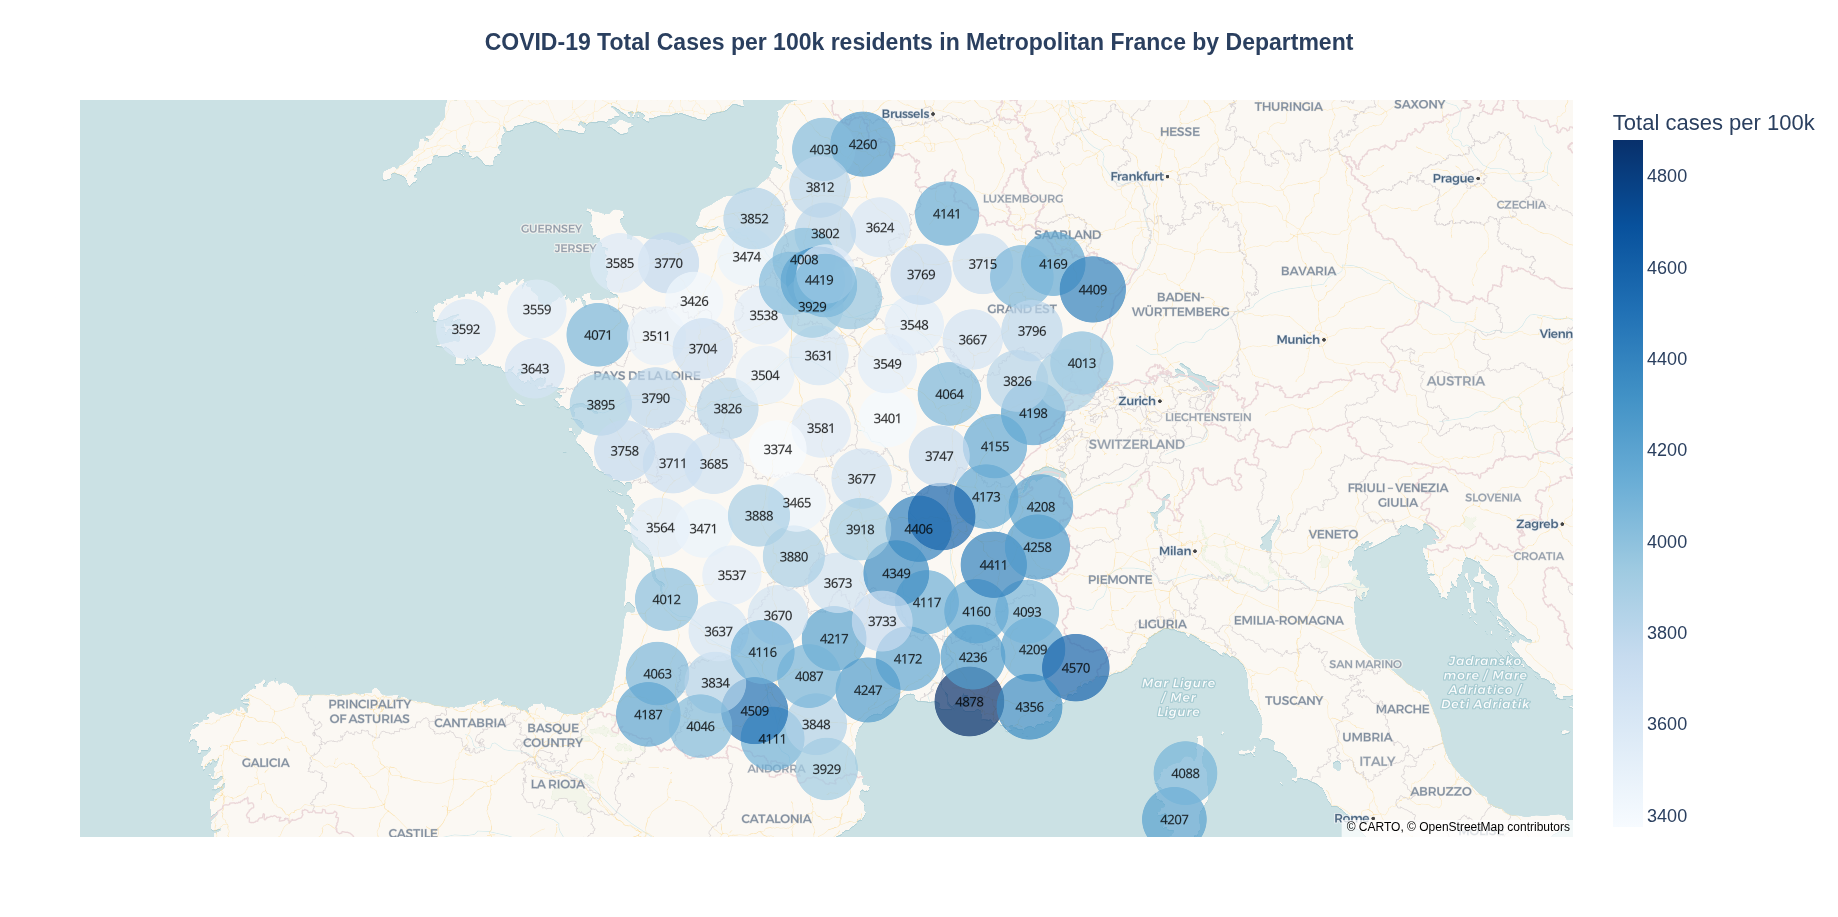 COVID-19 Total Cases per 100k residents in Metropolitan France by Department
Total cases per 100k
4800
4600
4400
4200
4000
3800
3600
3400
THURINGIA
SAXONY
Brussels
HESSE
Frankfurt
Prague
LUXEMBOURG
CZECHIA
GUERNSEY
JERSEY
SAARLAND
BAVARIA
BADEN-
WÜRTTEMBERG
GRAND EST
Munich
Vienn
PAYS DE LA LOIRE
AUSTRIA
Zurich
LIECHTENSTEIN
SWITZERLAND
FRIULI – VENEZIA
GIULIA
SLOVENIA
Zagreb
VENETO
Milan
CROATIA
PIEMONTE
LIGURIA
EMILIA-ROMAGNA
SAN MARINO
Jadransko
more / Mare
Adriatico /
Deti Adriatik
Mar Ligure
/ Mer
Ligure
TUSCANY
MARCHE
UMBRIA
ITALY
ABRUZZO
Rome
PRINCIPALITY
OF ASTURIAS
CANTABRIA
BASQUE
COUNTRY
GALICIA
LA RIOJA
ANDORRA
CATALONIA
CASTILE
4030
4260
3812
3852
4141
3802
3624
3474
4008
3585
3770
3769
3715
4169
4419
4409
3426
3929
3559
3538
3592
4071
3511
3548
3796
3704
3667
3631
3549
4013
3643
3504
3826
3790
4064
3895
3826
4198
3401
3581
3758
3374
4155
3747
3711
3685
3677
4173
3465
4208
3888
3564
3471
3918
4406
4258
3880
4411
3537
3673
4349
4012
4117
4160
4093
3670
3733
3637
4217
4116
4209
4172
4236
4570
4063
4087
3834
4247
4878
4356
4187
4509
4046
3848
4111
3929
4088
4207
© CARTO, © OpenStreetMap contributors